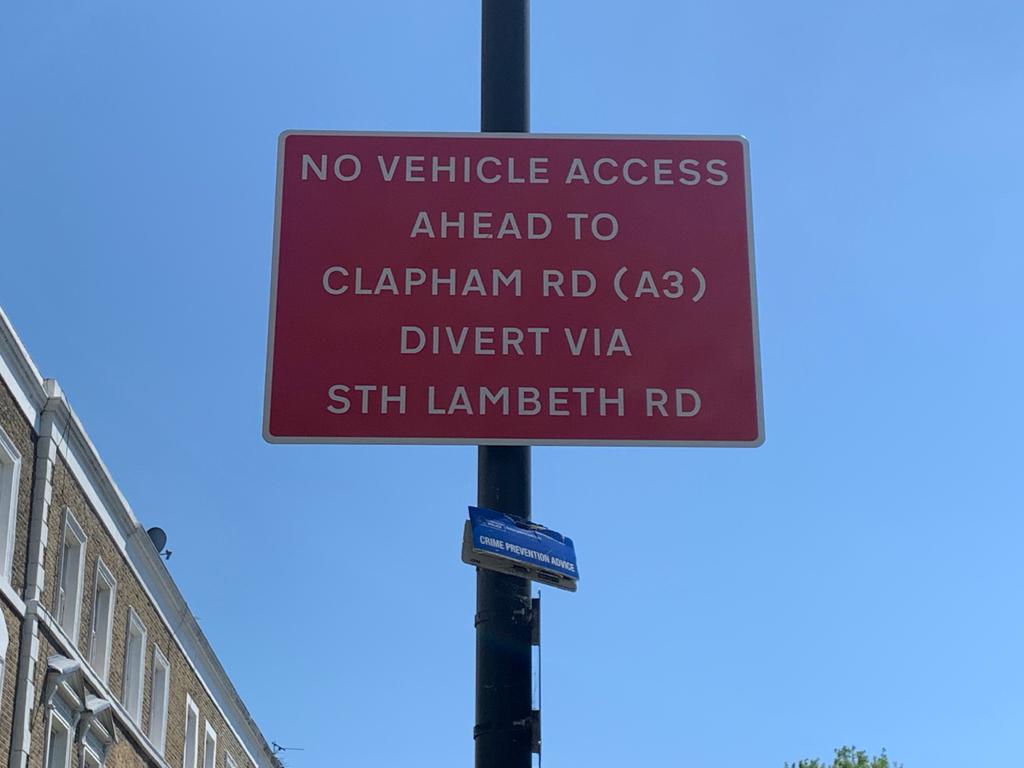 NO VEHICLE ACCESS
AHEAD TO
CLAPHAM RD (A3)
DIVERT VIA
STH LAMBETH RD
CRIME PREVENTION ADVICE